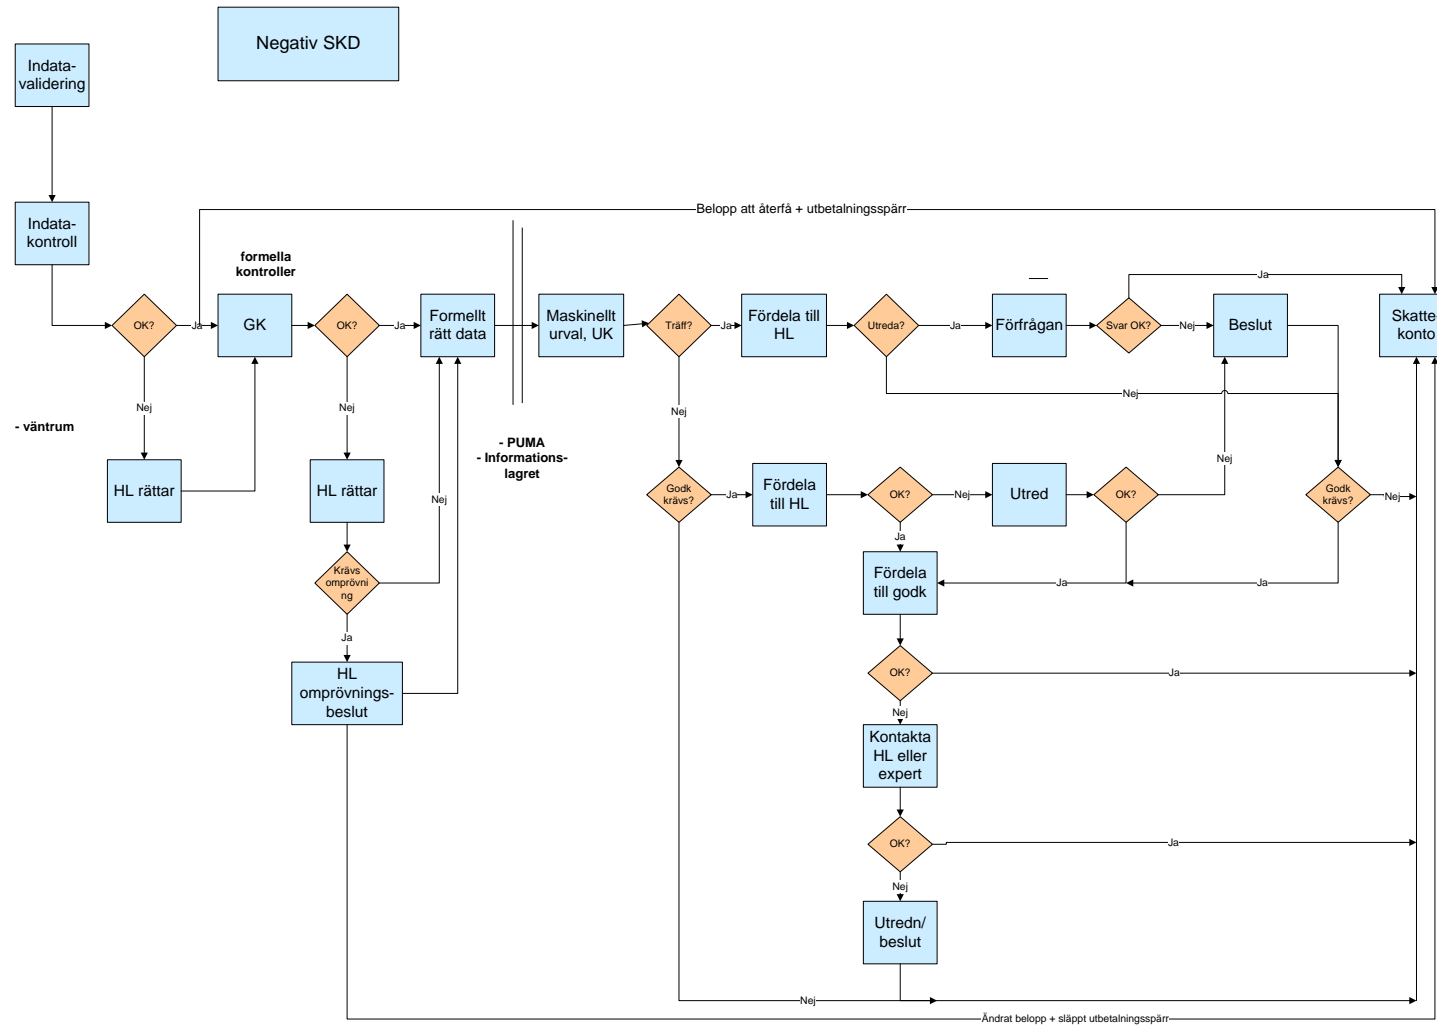 Negativ SKD
Indata-
validering
Indata-
kontroll
Belopp att återfå + utbetalningsspärr
formella
kontroller
OK?
Ja
GK
OK?
Ja
Formellt
rätt data
Maskinellt
urval, UK
Träff?
Ja
Fördela till
HL
Utreda?
Ja
Förfrågan
Svar OK?
Ja
Nej
Beslut
Skatte-
konto
Nej
Nej
Nej
Nej
- väntrum
- PUMA
- Informations-
lagret
HL rättar
HL rättar
Nej
Godk
krävs?
Ja
Fördela
till HL
OK?
Nej
Utred
OK?
Nej
Godk
krävs?
Nej
Ja
Krävs
omprövni
ng
Ja
Fördela
till godk
Ja
Ja
HL
omprövnings-
beslut
OK?
Ja
Nej
Kontakta
HL eller
expert
OK?
Ja
Nej
Utredn/
beslut
Nej
Ändrat belopp + släppt utbetalningsspärr